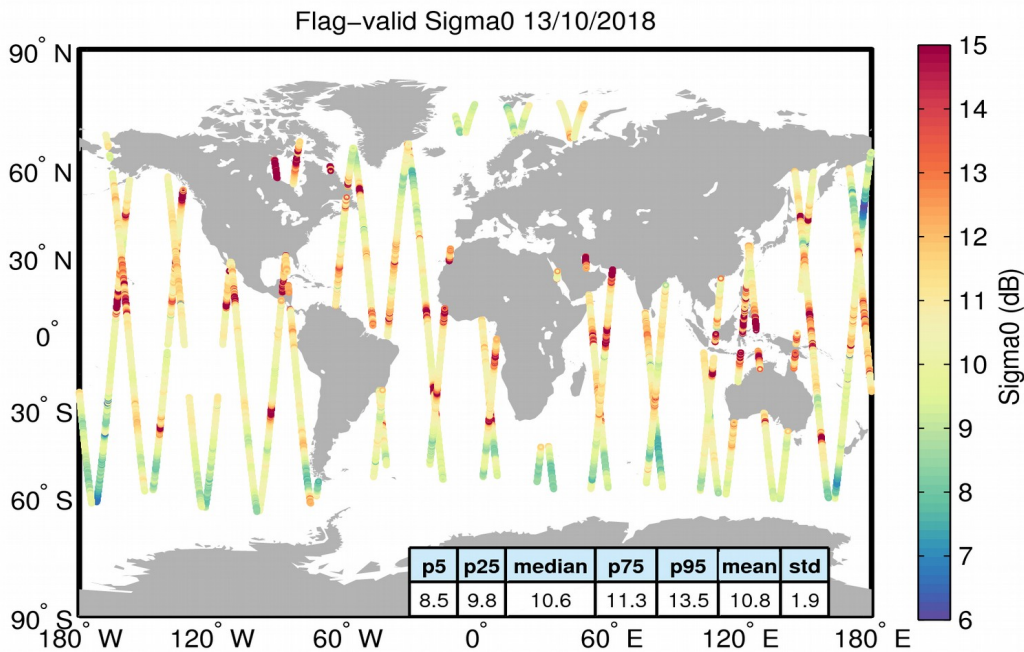 Flag−valid Sigma0 13/10/2018
90° N
60° N
30° N
0°
30° S
60° S
90° S
180° W
120° W
60° W
0°
60° E
120° E
180° E
p5 p25 median p75 p95 mean std
8.5 9.8 10.6 11.3 13.5 10.8 1.9
15
14
13
12
11
10
9
8
7
6
Sigma0 (dB)